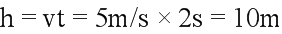 h = vt = 5m/s × 2s = 10m